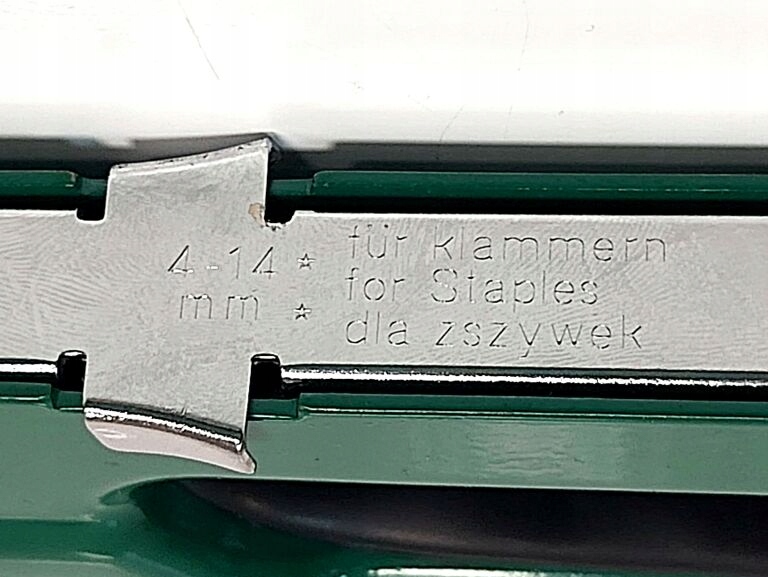 4-14 * für klammern
mm * for Staples
dla zszywek